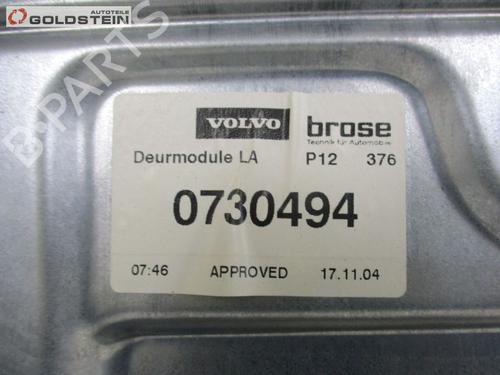 AUTOTEILE
GOLDSTEIN
B-PARTS
VOLVO
brose
Technik für Automobile
Deurmodule LA P12 376
0730494
07:46 APPROVED 17.11.04